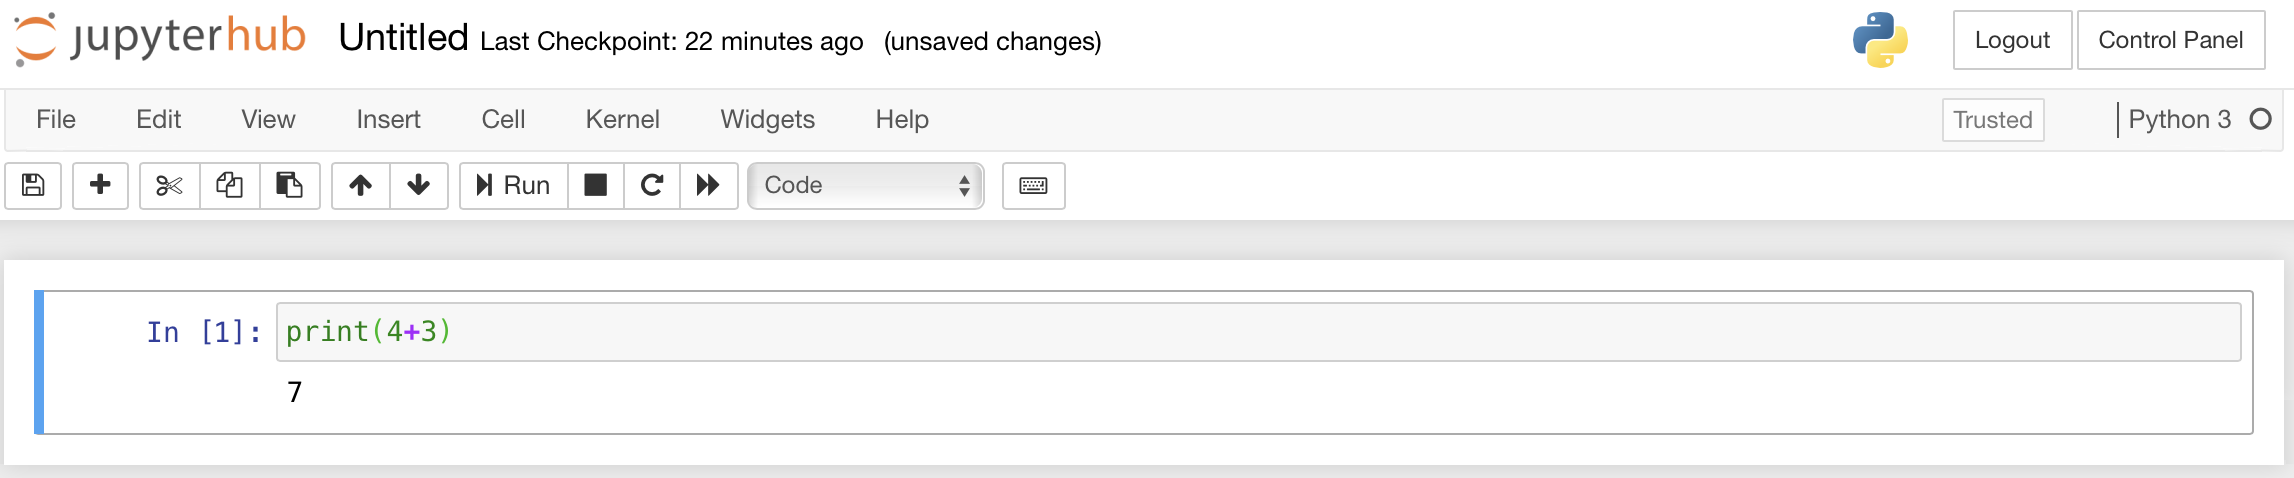 jupyterhub Untitled Last Checkpoint: 22 minutes ago (unsaved changes) Logout Control Panel
File Edit View Insert Cell Kernel Widgets Help Trusted Python 3
Run Code
In [1]: print(4+3)
7